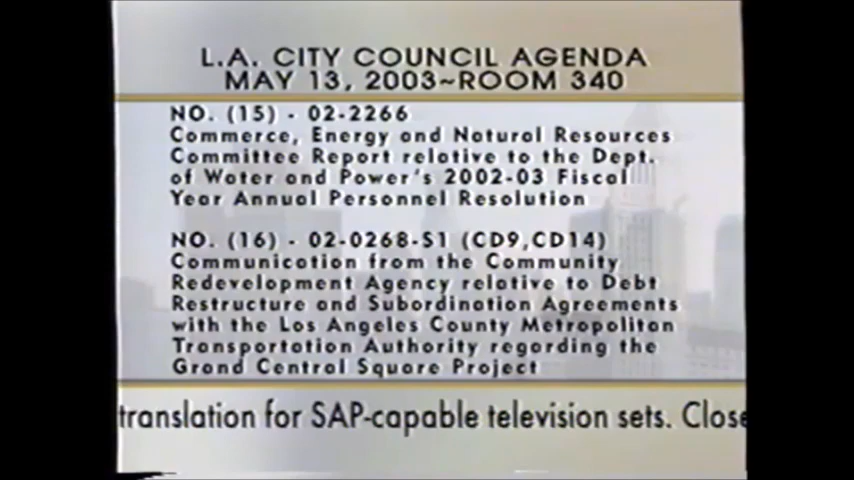 L.A. CITY COUNCIL AGENDA
MAY 13, 2003~ROOM 340
NO. (15) - 02-2266
Commerce, Energy and Natural Resources
Committee Report relative to the Dept.
of Water and Power's 2002-03 Fiscal
Year Annual Personnel Resolution
NO. (16) - 02-0268-S1 (CD9,CD14)
Communication from the Community
Redevelopment Agency relative to Debt
Restructure and Subordination Agreements
with the Los Angeles County Metropolitan
Transportation Authority regarding the
Grand Central Square Project
translation for SAP-capable television sets. Close